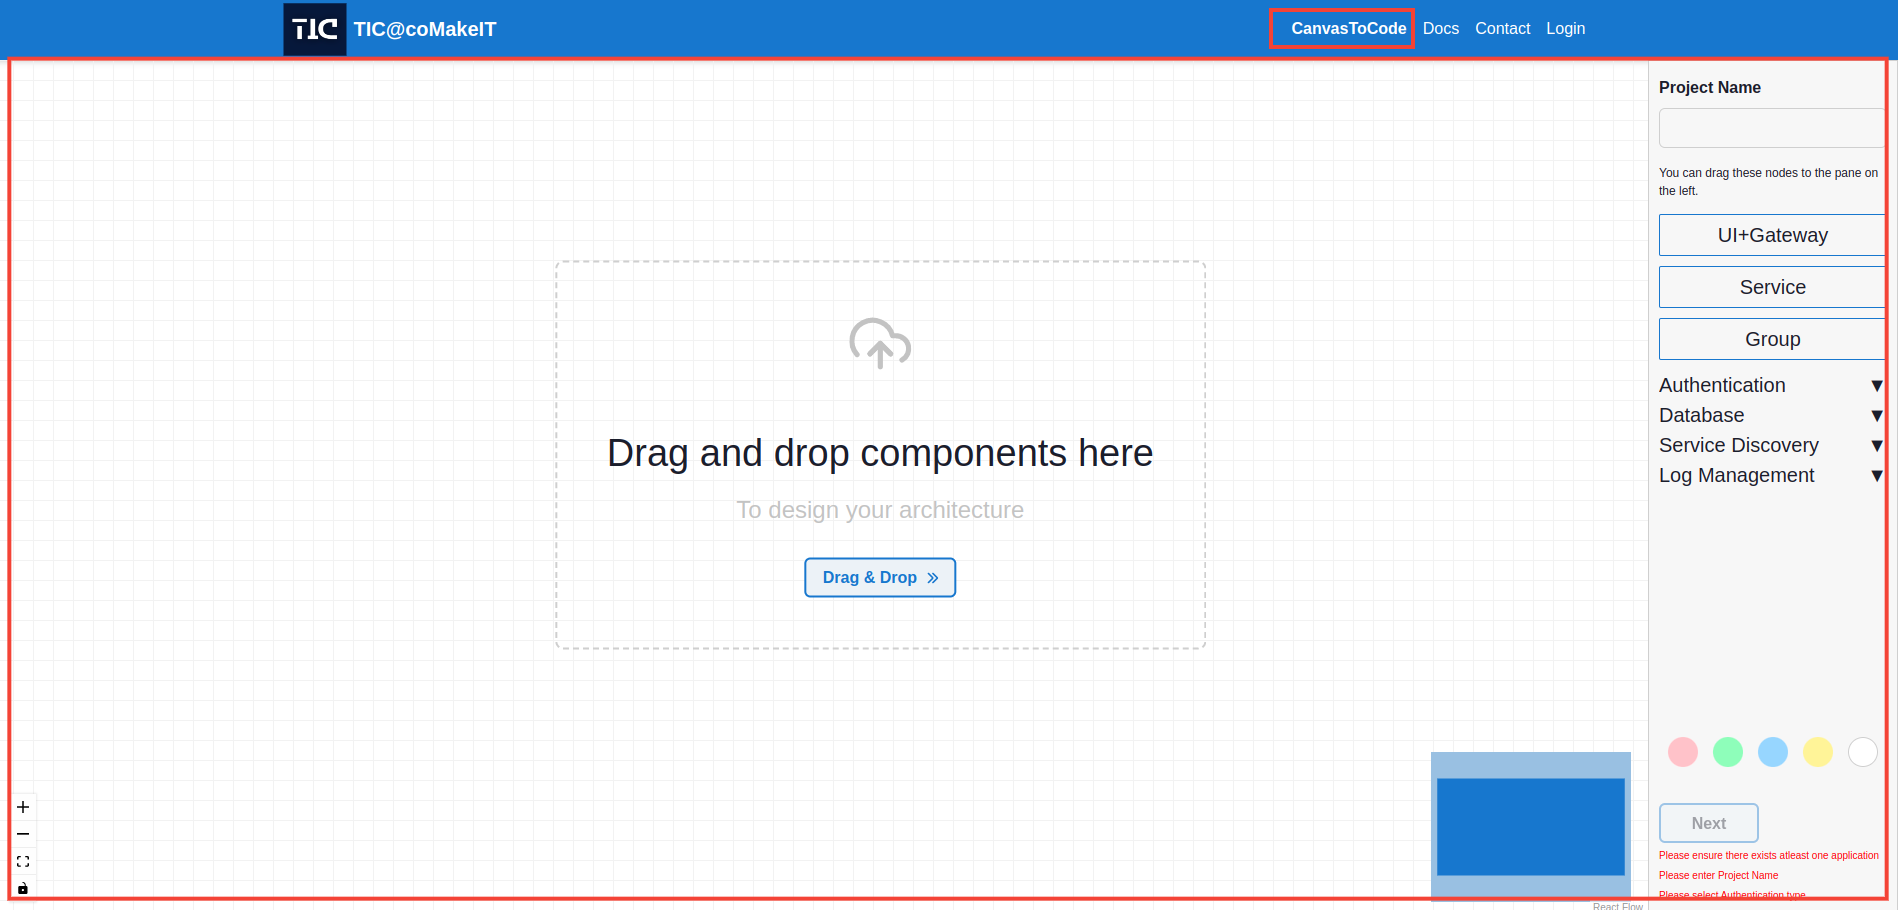 TIC TIC@coMakeIT CanvasToCode Docs Contact Login
Project Name
You can drag these nodes to the pane on
the left.
UI+Gateway
Service
Group
Authentication ▼
Database ▼
Service Discovery ▼
Log Management ▼
Drag and drop components here
To design your architecture
Drag & Drop »
Next
Please ensure there exists atleast one application
Please enter Project Name
Please select Authentication type
React Flow